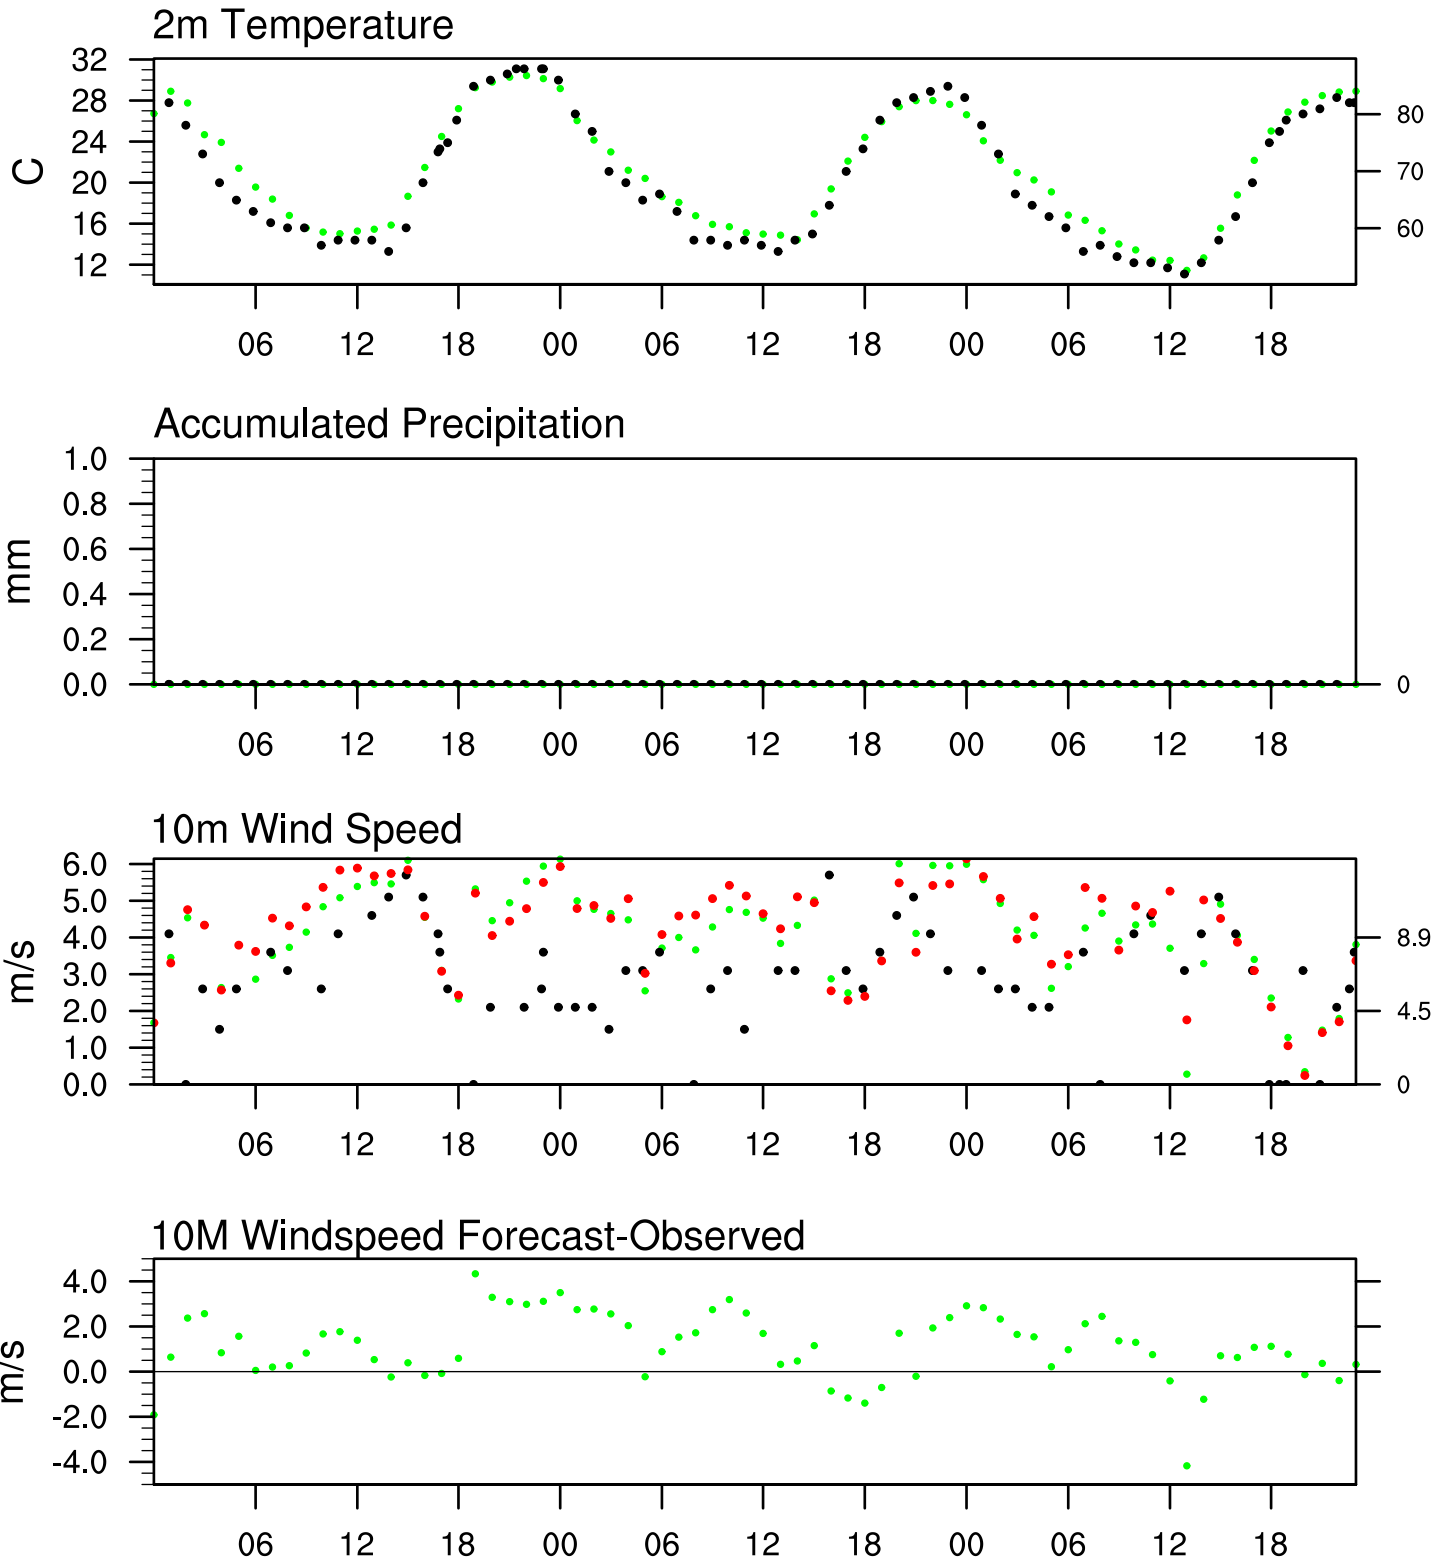 2m Temperature
32
28
24
20
16
12
C
80
70
60
06 12 18 00 06 12 18 00 06 12 18
Accumulated Precipitation
1.0
0.8
0.6
0.4
0.2
0.0
mm
0
06 12 18 00 06 12 18 00 06 12 18
10m Wind Speed
6.0
5.0
4.0
3.0
2.0
1.0
0.0
m/s
8.9
4.5
0
06 12 18 00 06 12 18 00 06 12 18
10M Windspeed Forecast-Observed
4.0
2.0
0.0
-2.0
-4.0
m/s
06 12 18 00 06 12 18 00 06 12 18